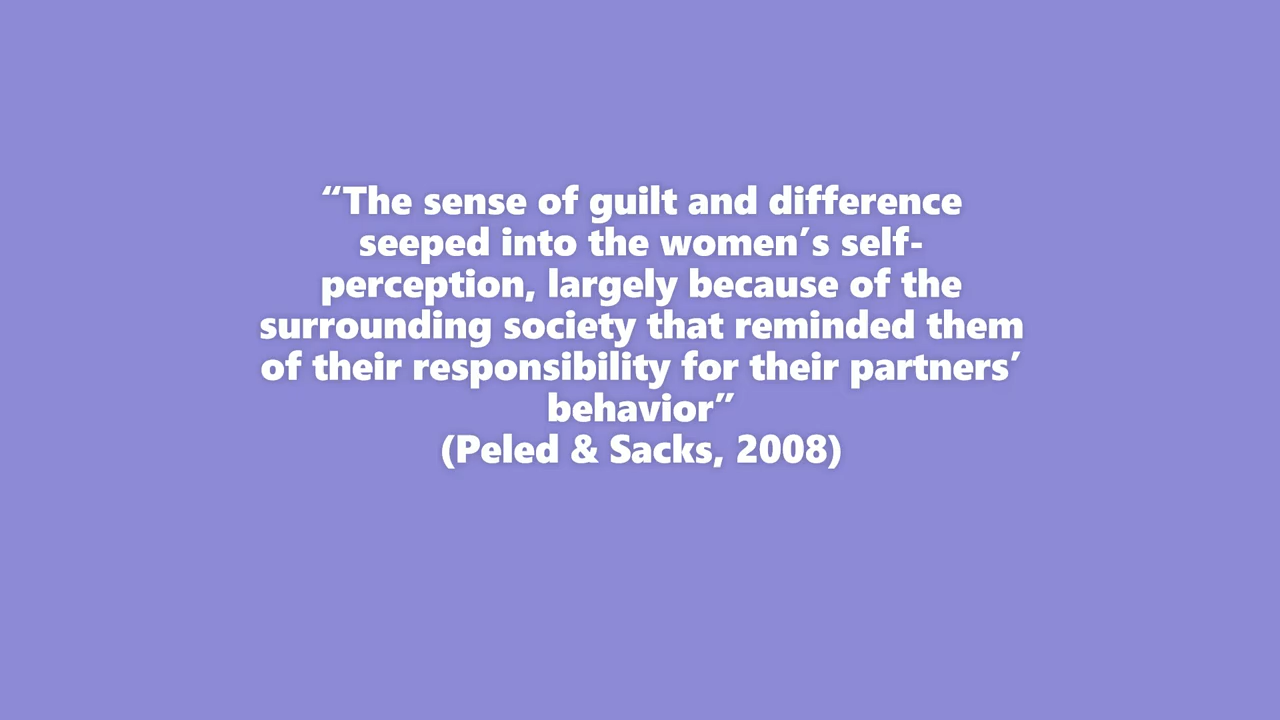 “The sense of guilt and difference
seeped into the women’s self-
perception, largely because of the
surrounding society that reminded them
of their responsibility for their partners’
behavior”
(Peled & Sacks, 2008)